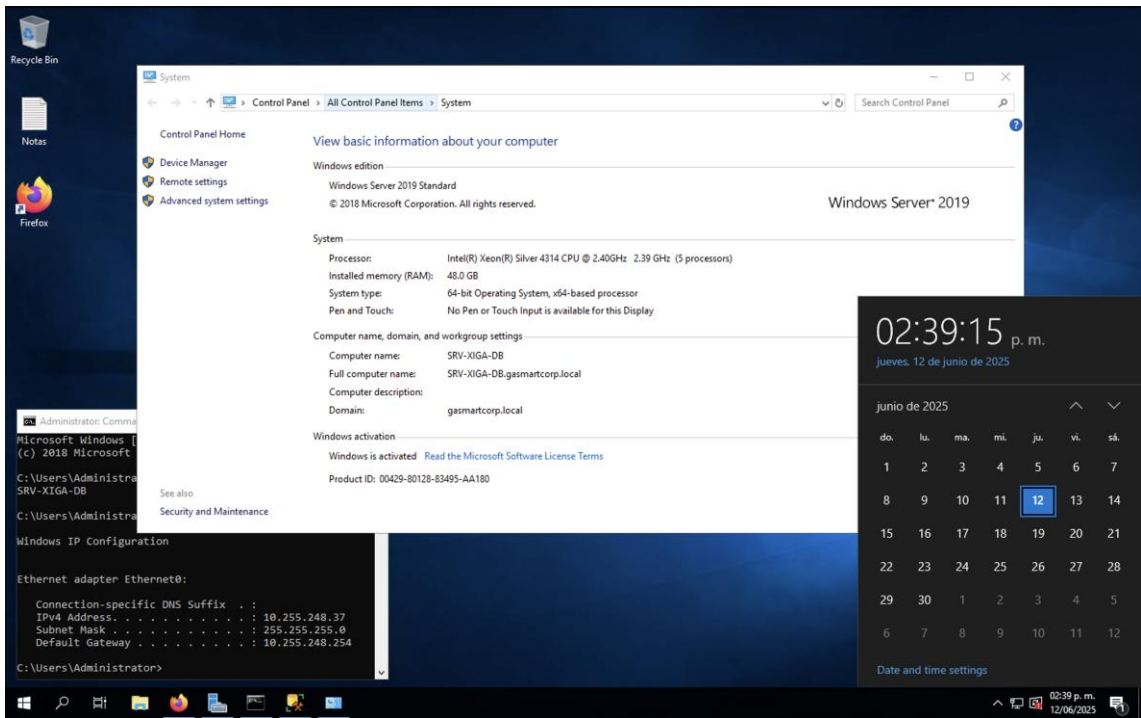 Recycle Bin
Notas
Firefox
System
Control Panel > All Control Panel Items > System
Search Control Panel
Control Panel Home
Device Manager
Remote settings
Advanced system settings
See also
Security and Maintenance
View basic information about your computer
Windows edition
Windows Server 2019 Standard
© 2018 Microsoft Corporation. All rights reserved.
Windows Server 2019
System
Processor: Intel(R) Xeon(R) Silver 4314 CPU @ 2.40GHz 2.39 GHz (5 processors)
Installed memory (RAM): 48.0 GB
System type: 64-bit Operating System, x64-based processor
Pen and Touch: No Pen or Touch Input is available for this Display
Computer name, domain, and workgroup settings
Computer name: SRV-XIGA-DB
Full computer name: SRV-XIGA-DB.gasmartcorp.local
Computer description:
Domain: gasmartcorp.local
Windows activation
Windows is activated Read the Microsoft Software License Terms
Product ID: 00429-80128-83495-AA180
Administrator: Comma
Microsoft Windows [
(c) 2018 Microsoft
C:\Users\Administra
SRV-XIGA-DB
C:\Users\Administra
Windows IP Configuration
Ethernet adapter Ethernet0:
Connection-specific DNS Suffix . :
IPv4 Address. . . . . . . . . . . : 10.255.248.37
Subnet Mask . . . . . . . . . . . : 255.255.255.0
Default Gateway . . . . . . . . . : 10.255.248.254
C:\Users\Administrator>
02:39:15 p. m.
jueves, 12 de junio de 2025
junio de 2025
do. lu. ma. mi. ju. vi. sá.
1 2 3 4 5 6 7
8 9 10 11 12 13 14
15 16 17 18 19 20 21
22 23 24 25 26 27 28
29 30 1 2 3 4 5
6 7 8 9 10 11 12
Date and time settings
02:39 p. m.
12/06/2025
1